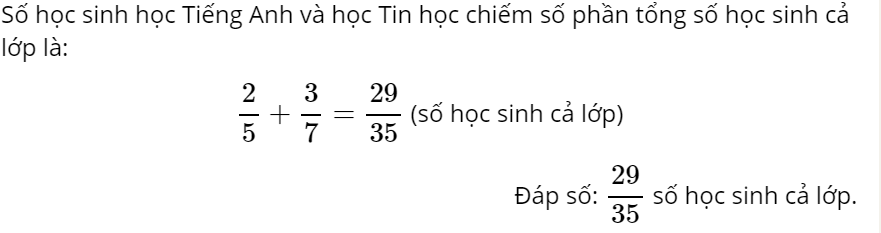 Số học sinh học Tiếng Anh và học Tin học chiếm số phần tổng số học sinh cả
lớp là:
2/5 + 3/7 = 29/35 (số học sinh cả lớp)
Đáp số: 29/35 số học sinh cả lớp.